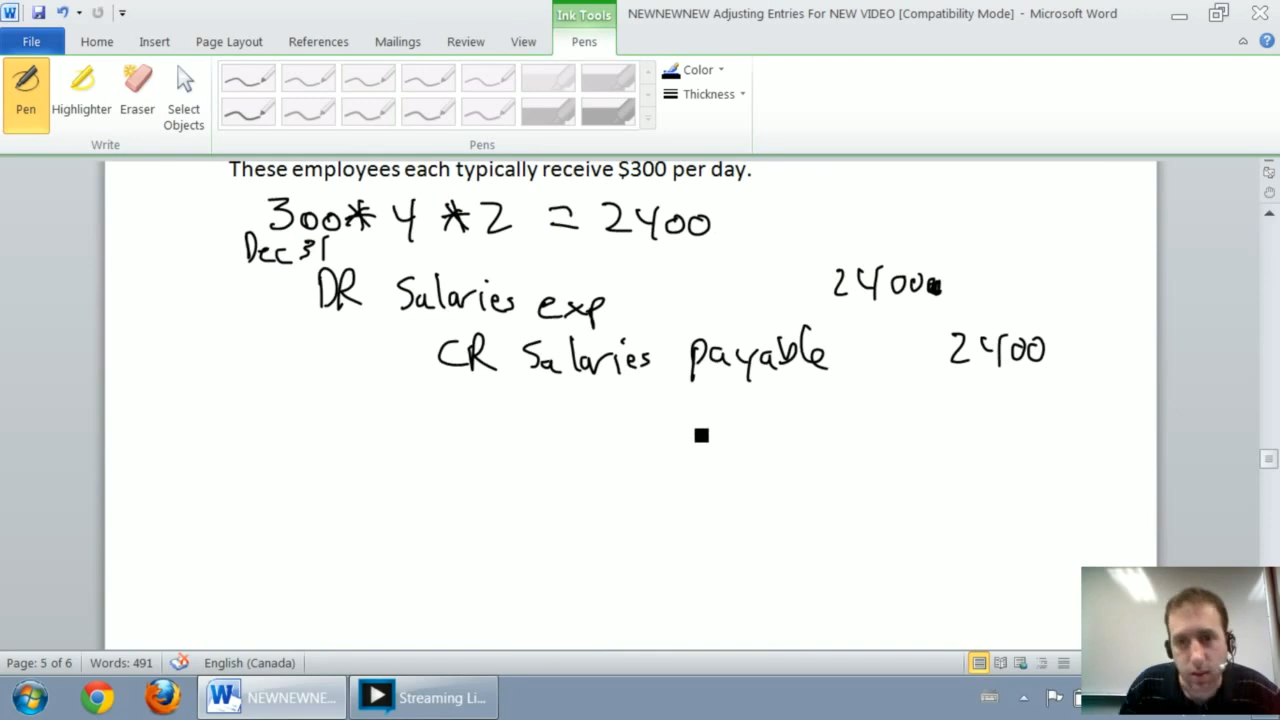 Ink Tools
NEWNEWNEW Adjusting Entries For NEW VIDEO [Compatibility Mode] - Microsoft Word
File Home Insert Page Layout References Mailings Review View Pens
Pen Highlighter Eraser Select Objects
Color
Thickness
Write Pens
These employees each typically receive $300 per day.
300 * 4 * 2 = 2400
Dec 31
DR Salaries exp 2400
CR Salaries payable 2400
Page: 5 of 6 Words: 491 English (Canada)
NEWNEWNE... Streaming Li...